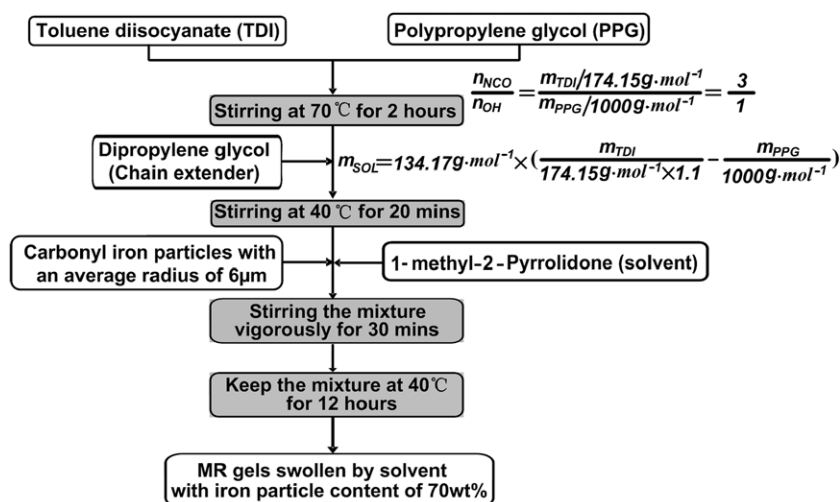 Toluene diisocyanate (TDI)
Polypropylene glycol (PPG)
n_NCO/n_OH = (m_TDI/174.15g·mol⁻¹)/(m_PPG/1000g·mol⁻¹) = 3/1
Stirring at 70℃ for 2 hours
Dipropylene glycol
(Chain extender)
m_SOL=134.17g·mol⁻¹×(m_TDI/(174.15g·mol⁻¹×1.1) - m_PPG/(1000g·mol⁻¹))
Stirring at 40℃ for 20 mins
Carbonyl iron particles with
an average radius of 6μm
1-methyl-2-Pyrrolidone (solvent)
Stirring the mixture
vigorously for 30 mins
Keep the mixture at 40℃
for 12 hours
MR gels swollen by solvent
with iron particle content of 70wt%